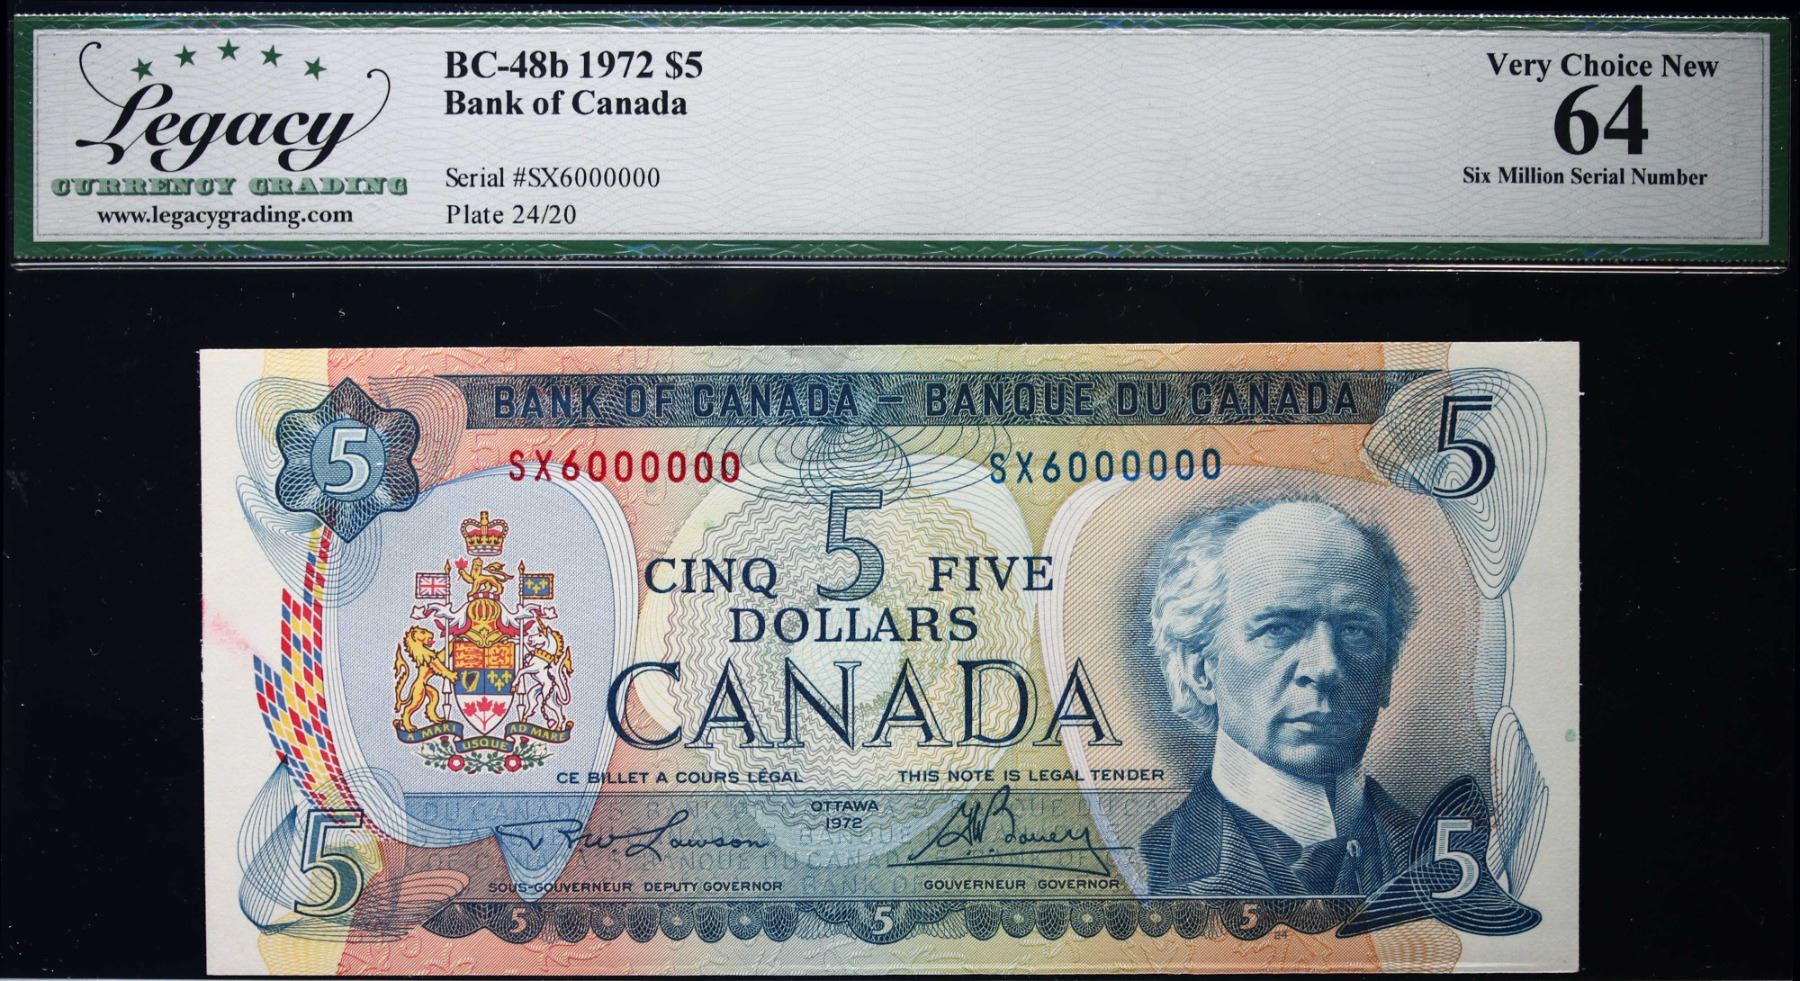 Legacy
CURRENCY GRADING
www.legacygrading.com
BC-48b 1972 $5
Bank of Canada
Serial #SX6000000
Plate 24/20
Very Choice New
64
Six Million Serial Number
BANK OF CANADA – BANQUE DU CANADA
5
5
SX6000000
SX6000000
5
CINQ FIVE
DOLLARS
CANADA
A MARI USQUE AD MARE
CE BILLET A COURS LÉGAL
THIS NOTE IS LEGAL TENDER
OTTAWA
1972
Lawson
Bouey
SOUS-GOUVERNEUR DEPUTY GOVERNOR
GOUVERNEUR GOVERNOR
5
5
5
5
5
24